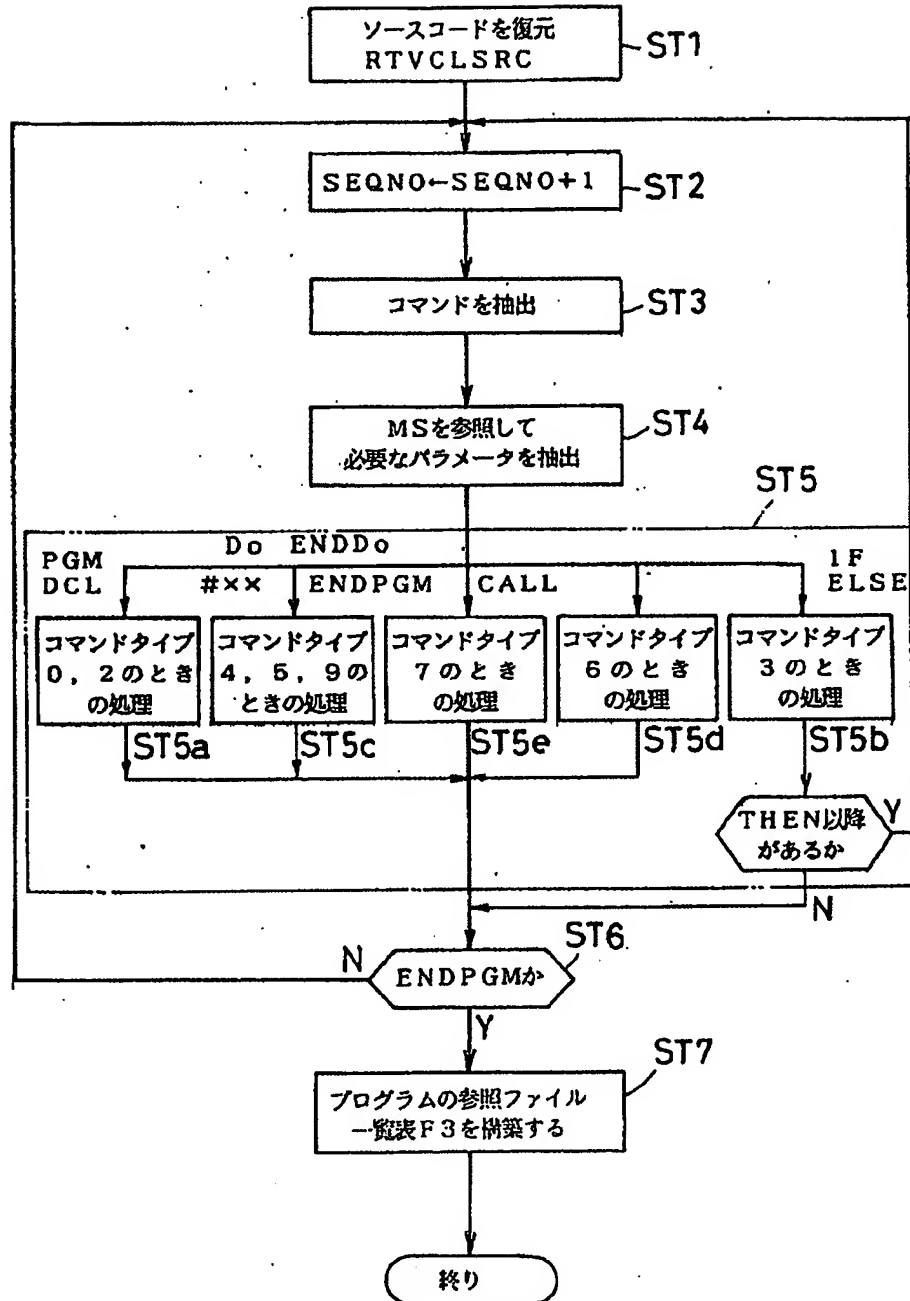 ソースコードを復元
RTVCLSRC
ST1
SEQNO←SEQNO+1
ST2
コマンドを抽出
ST3
MSを参照して
必要なパラメータを抽出
ST4
ST5
PGM
DCL
Do ENDDo
#××
ENDPGM
CALL
IF
ELSE
コマンドタイプ
0,2のとき
の処理
コマンドタイプ
4,5,9の
ときの処理
コマンドタイプ
7のとき
の処理
コマンドタイプ
6のとき
の処理
コマンドタイプ
3のとき
の処理
ST5a
ST5c
ST5e
ST5d
ST5b
THEN以降
があるか
Y
N
ST6
ENDPGMか
N
Y
ST7
プログラムの参照ファイル
一覧表F3を構築する
終り